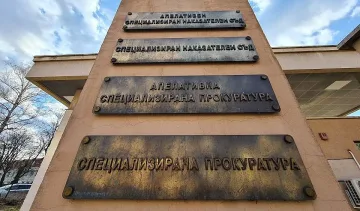 АПЕЛАТИВЕН
СПЕЦИАЛИЗИРАН НАКАЗАТЕЛЕН СЪД
СПЕЦИАЛИЗИРАН НАКАЗАТЕЛЕН СЪД
АПЕЛАТИВНА
СПЕЦИАЛИЗИРАНА ПРОКУРАТУРА
СПЕЦИАЛИЗИРАНА ПРОКУРАТУРА